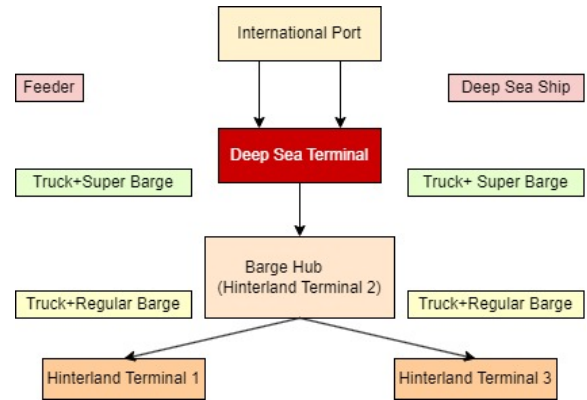 International Port
Feeder
Deep Sea Ship
Deep Sea Terminal
Truck+Super Barge
Truck+ Super Barge
Barge Hub
(Hinterland Terminal 2)
Truck+Regular Barge
Truck+Regular Barge
Hinterland Terminal 1
Hinterland Terminal 3